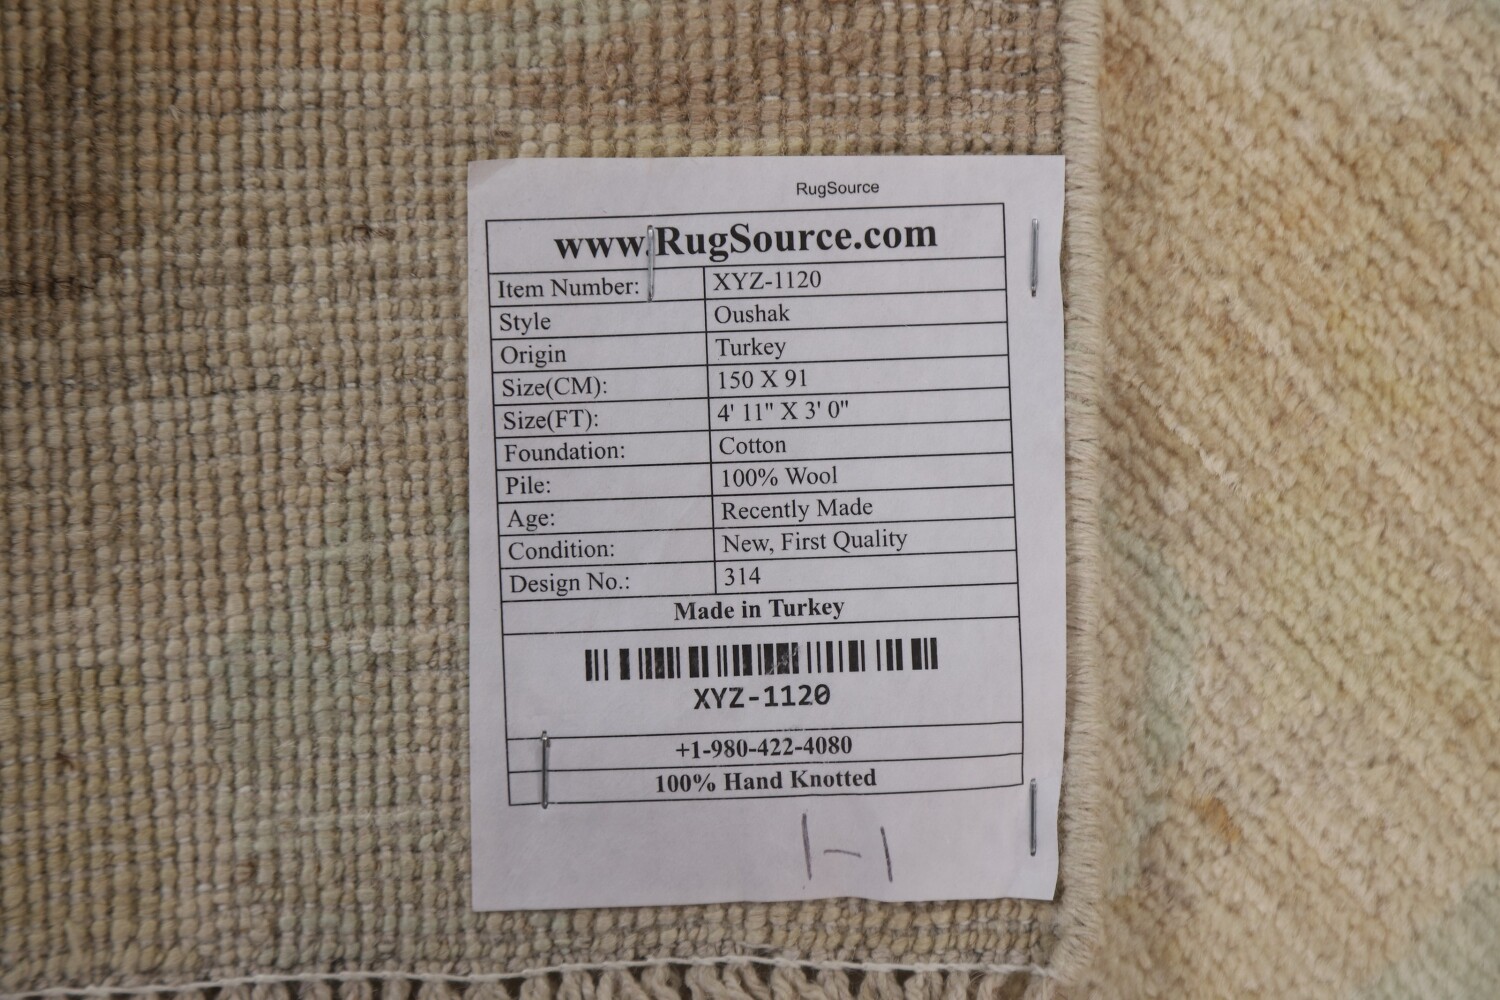 RugSource
www.RugSource.com
Item Number: XYZ-1120
Style Oushak
Origin Turkey
Size(CM): 150 X 91
Size(FT): 4' 11" X 3' 0"
Foundation: Cotton
Pile: 100% Wool
Age: Recently Made
Condition: New, First Quality
Design No.: 314
Made in Turkey
XYZ-1120
+1-980-422-4080
100% Hand Knotted
1-1